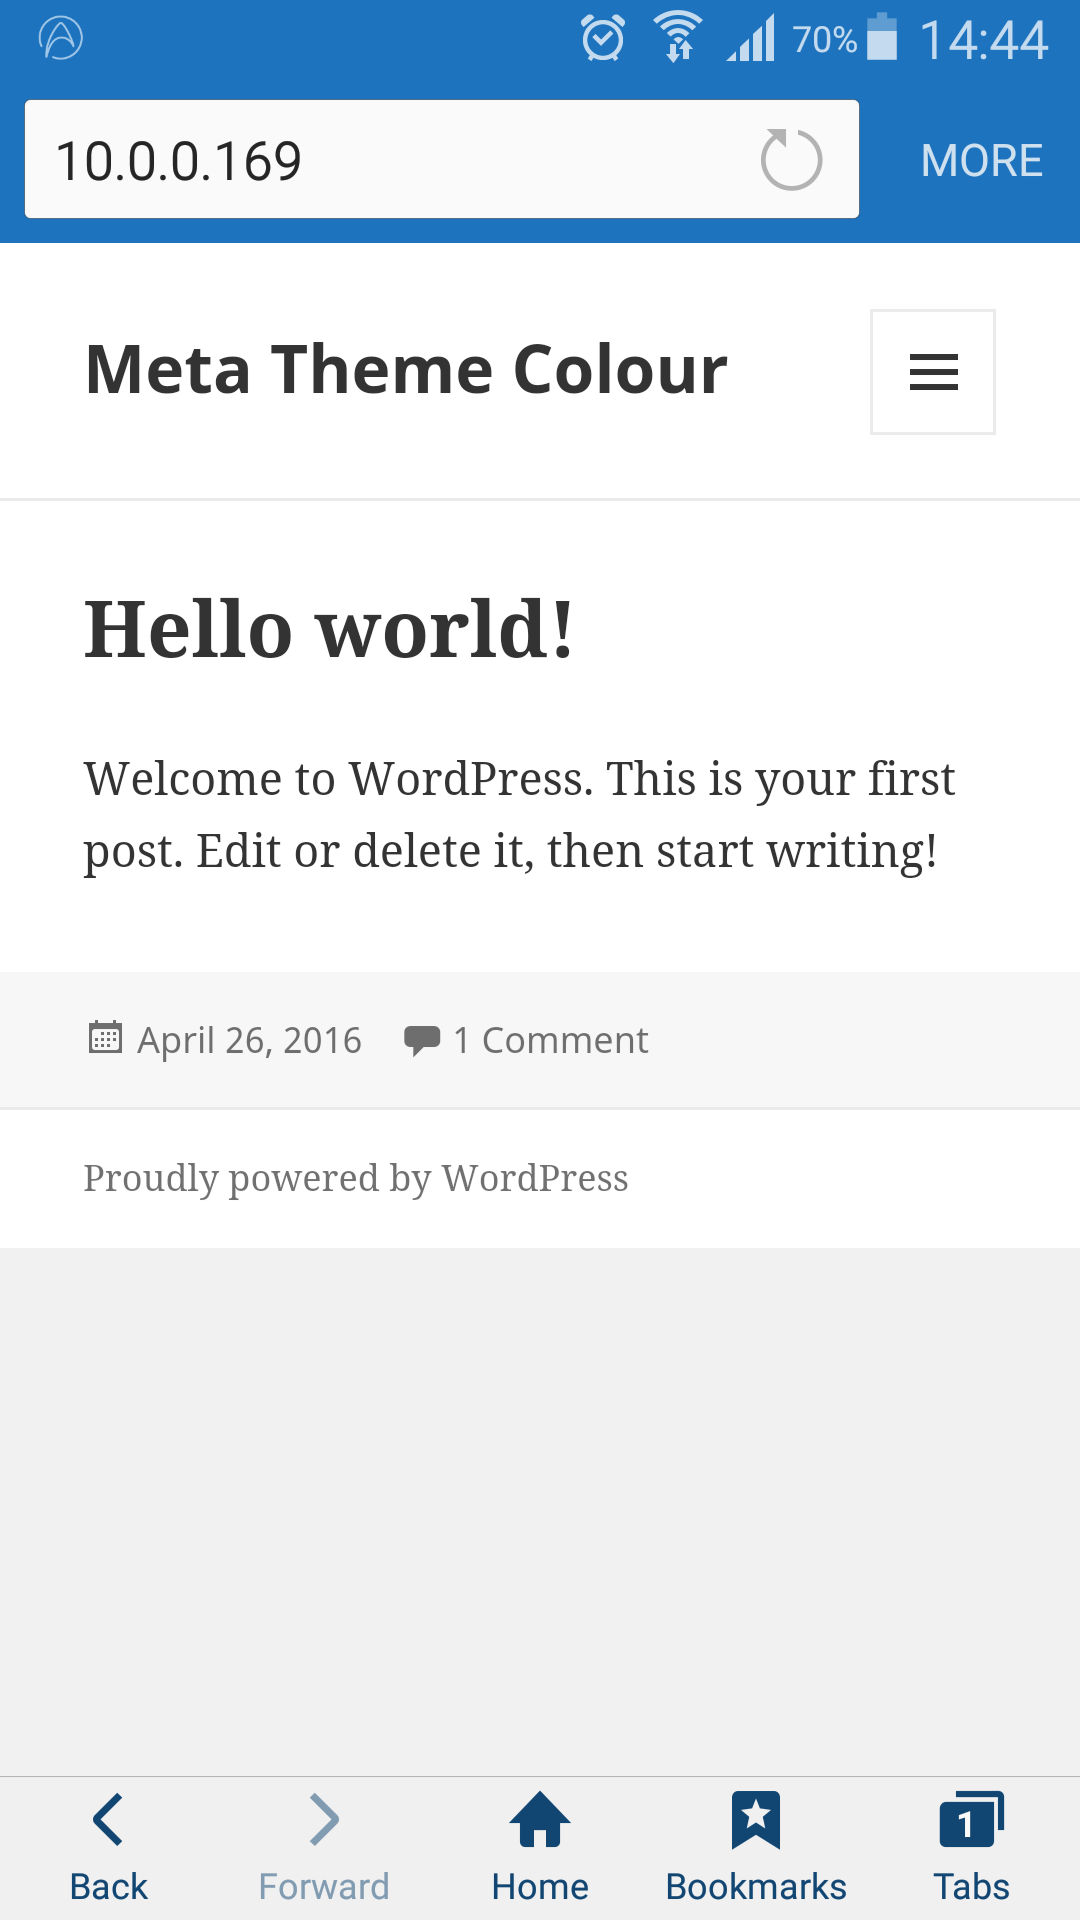 70% 14:44
10.0.0.169 MORE
Meta Theme Colour
Hello world!
Welcome to WordPress. This is your first
post. Edit or delete it, then start writing!
April 26, 2016 1 Comment
Proudly powered by WordPress
1
Back Forward Home Bookmarks Tabs